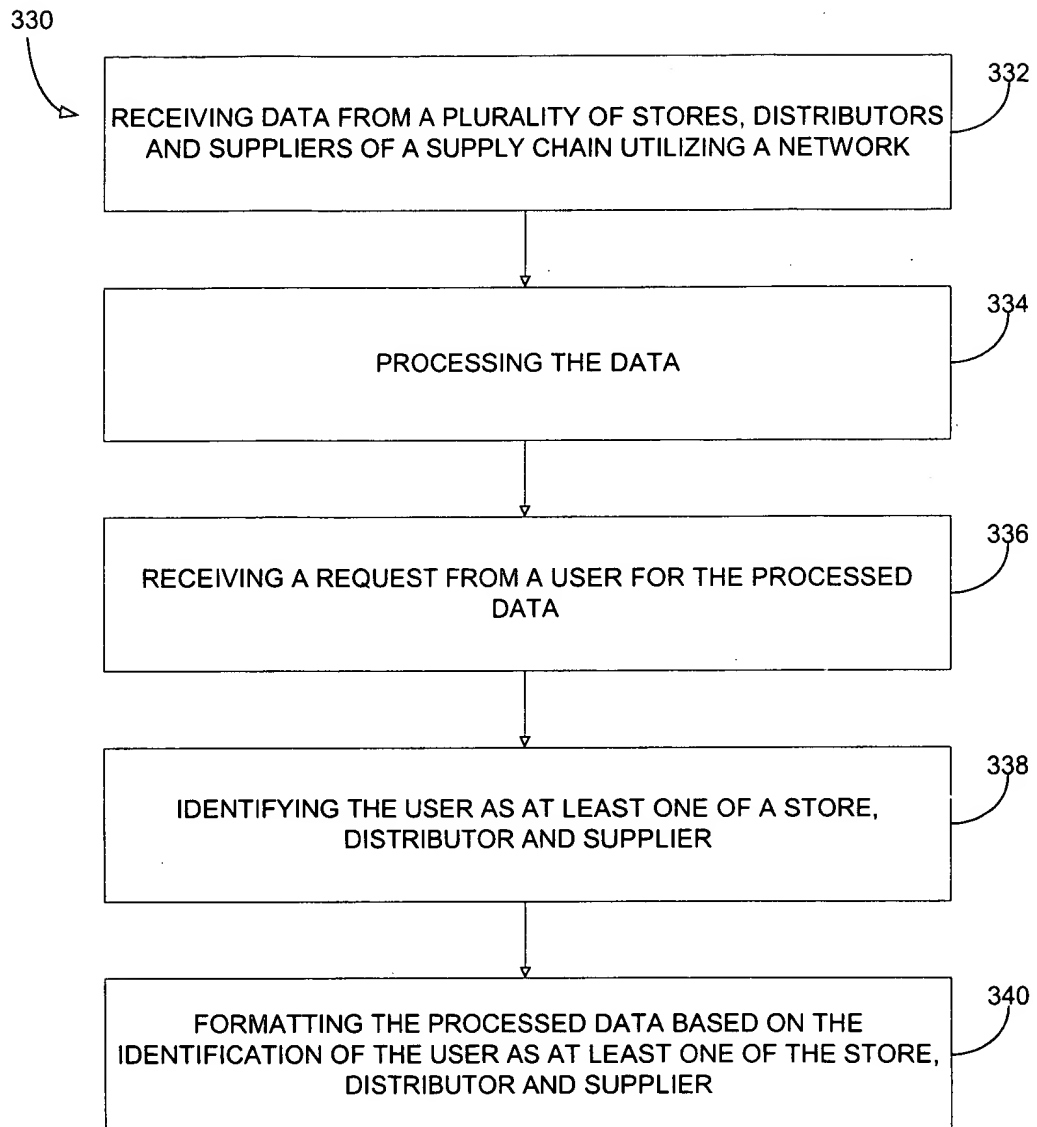 330
332
RECEIVING DATA FROM A PLURALITY OF STORES, DISTRIBUTORS
AND SUPPLIERS OF A SUPPLY CHAIN UTILIZING A NETWORK
334
PROCESSING THE DATA
336
RECEIVING A REQUEST FROM A USER FOR THE PROCESSED
DATA
338
IDENTIFYING THE USER AS AT LEAST ONE OF A STORE,
DISTRIBUTOR AND SUPPLIER
340
FORMATTING THE PROCESSED DATA BASED ON THE
IDENTIFICATION OF THE USER AS AT LEAST ONE OF THE STORE,
DISTRIBUTOR AND SUPPLIER